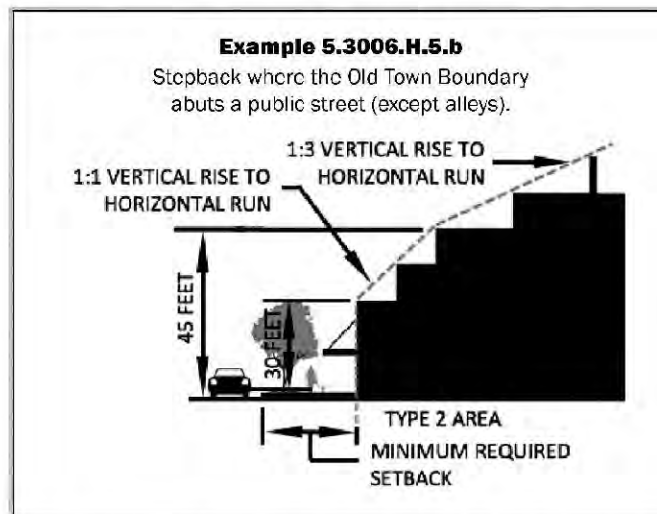 Example 5.3006.H.5.b
Stepback where the Old Town Boundary
abuts a public street (except alleys).
1:3 VERTICAL RISE TO
HORIZONTAL RUN
1:1 VERTICAL RISE TO
HORIZONTAL RUN
45 FEET
30 FEET
TYPE 2 AREA
MINIMUM REQUIRED
SETBACK